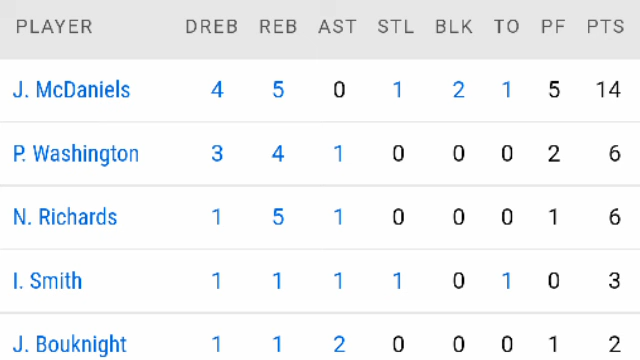 PLAYER DREB REB AST STL BLK TO PF PTS
J. McDaniels 4 5 0 1 2 1 5 14
P. Washington 3 4 1 0 0 0 2 6
N. Richards 1 5 1 0 0 0 1 6
I. Smith 1 1 1 1 0 1 0 3
J. Bouknight 1 1 2 0 0 0 1 2